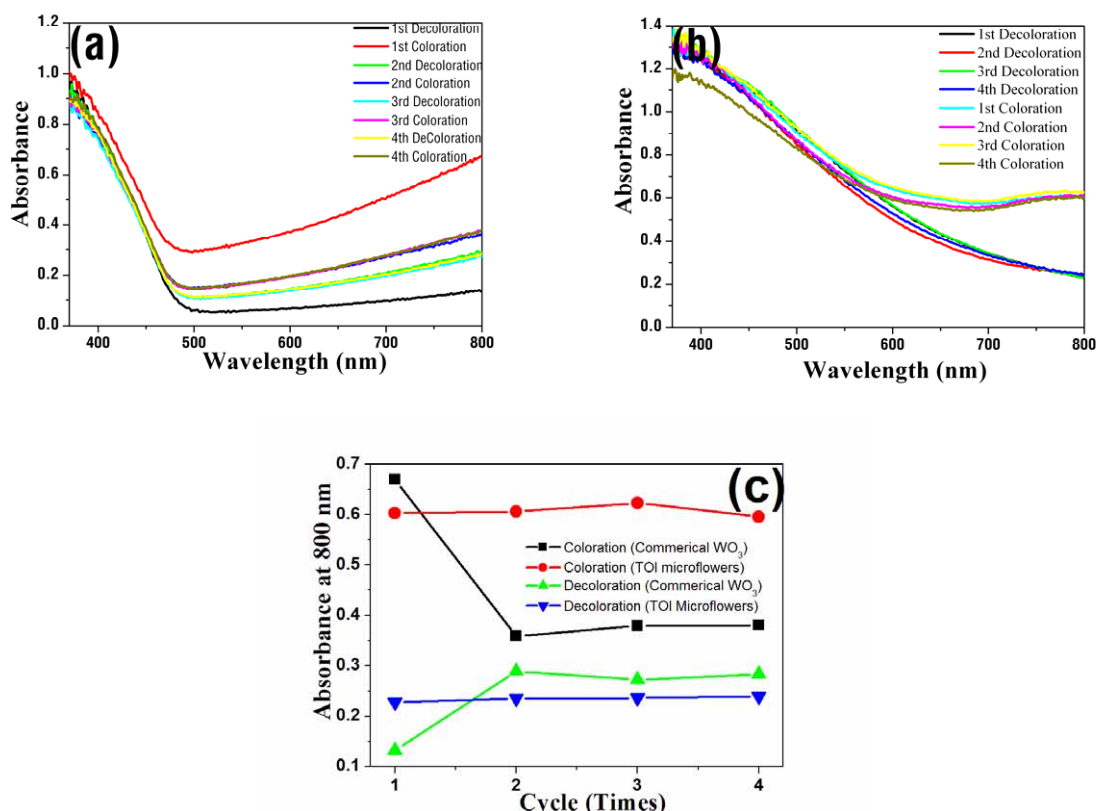 (a)
1st Decoloration
1st Coloration
2nd Decoloration
2nd Coloration
3rd Decoloration
3rd Coloration
4th DeColoration
4th Coloration
Absorbance
1.2
1.0
0.8
0.6
0.4
0.2
0.0
400 500 600 700 800
Wavelength (nm)
(b)
1st Decoloration
2nd Decoloration
3rd Decoloration
4th Decoloration
1st Coloration
2nd Coloration
3rd Coloration
4th Coloration
Absorbance
1.4
1.2
1.0
0.8
0.6
0.4
0.2
0.0
400 500 600 700 800
Wavelength (nm)
(c)
Coloration (Commerical WO₃)
Coloration (TOI microflowers)
Decoloration (Commerical WO₃)
Decoloration (TOI Microflowers)
Absorbance at 800 nm
0.7
0.6
0.5
0.4
0.3
0.2
0.1
1 2 3 4
Cycle (Times)